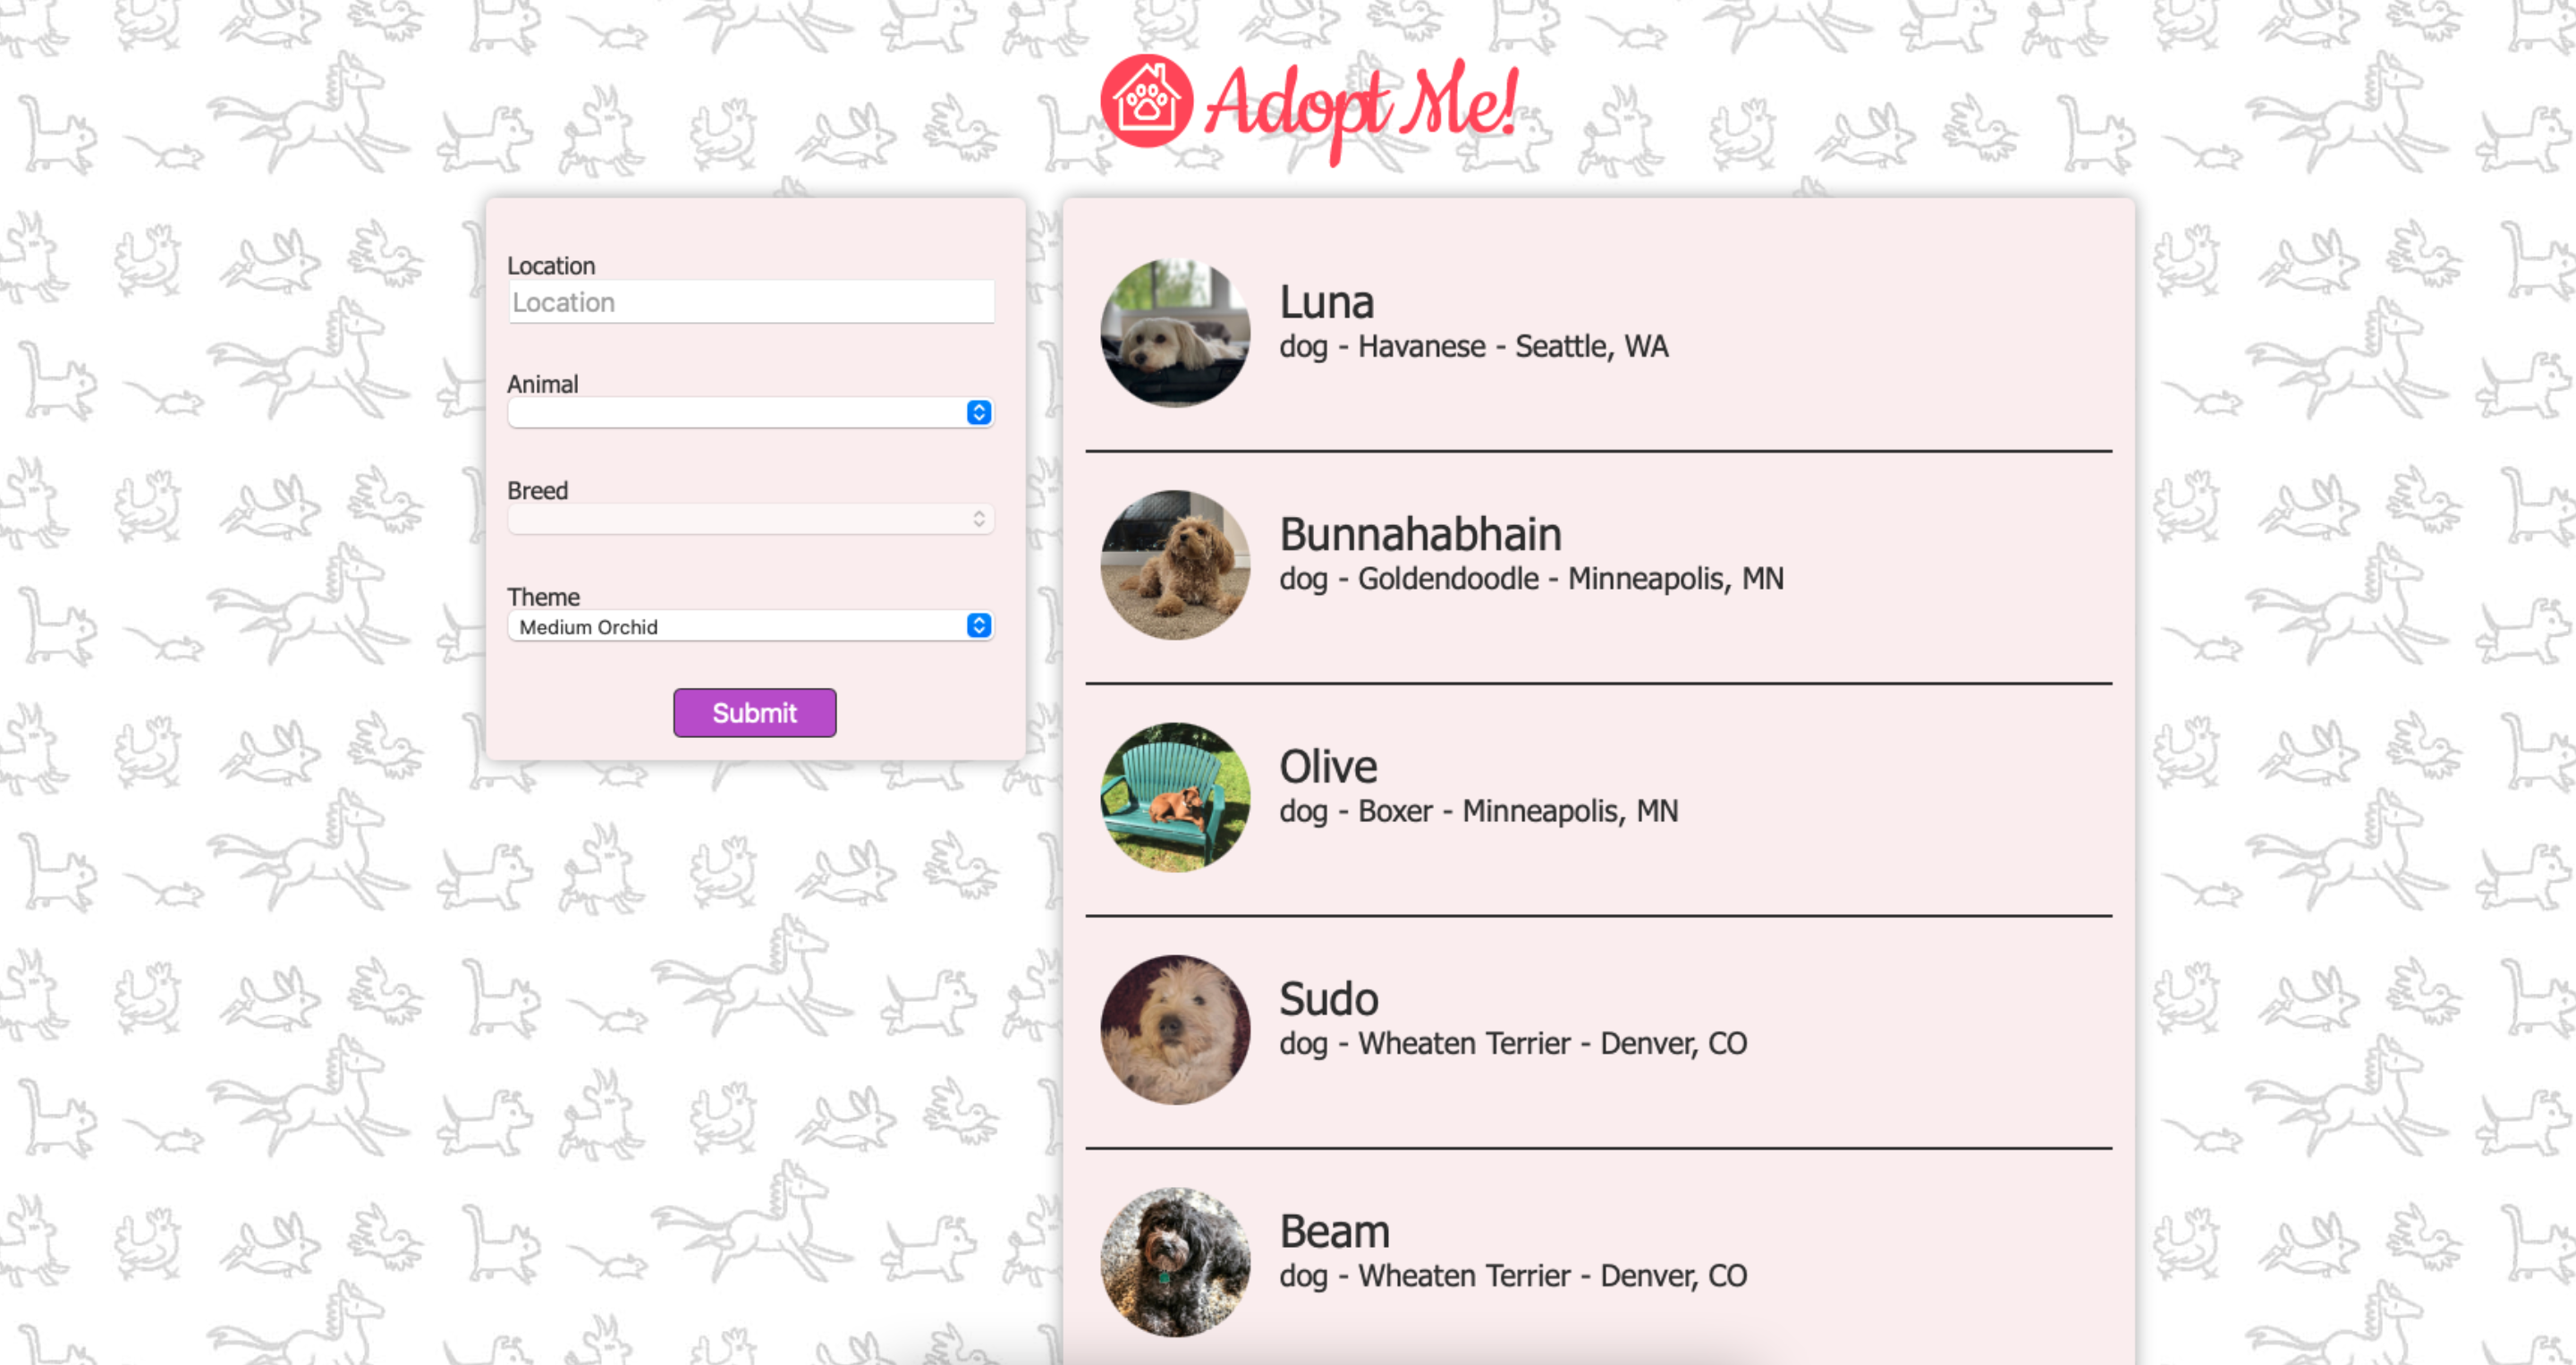 Adopt Me!
Location
Location
Animal
Breed
Theme
Medium Orchid
Submit
Luna
dog - Havanese - Seattle, WA
Bunnahabhain
dog - Goldendoodle - Minneapolis, MN
Olive
dog - Boxer - Minneapolis, MN
Sudo
dog - Wheaten Terrier - Denver, CO
Beam
dog - Wheaten Terrier - Denver, CO